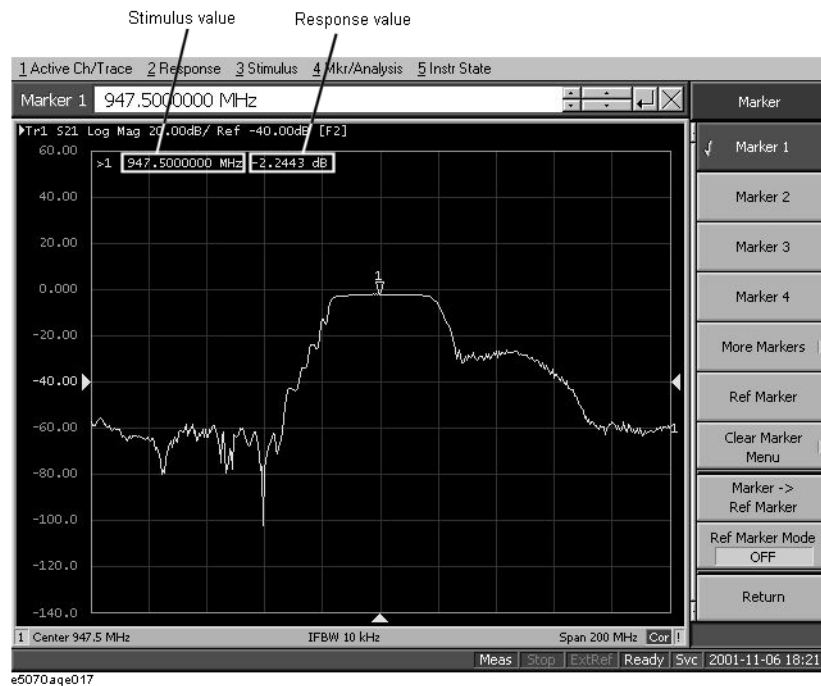 Stimulus value
Response value
1 Active Ch/Trace 2 Response 3 Stimulus 4 Mkr/Analysis 5 Instr State
Marker 1 947.5000000 MHz
Marker
Tr1 S21 Log Mag 20.00dB/ Ref -40.00dB [F2]
>1 947.5000000 MHz -2.2443 dB
60.00
40.00
20.00
0.000
-20.00
-40.00
-60.00
-80.00
-100.0
-120.0
-140.0
1
1
Marker 1
Marker 2
Marker 3
Marker 4
More Markers
Ref Marker
Clear Marker
Menu
Marker ->
Ref Marker
Ref Marker Mode
OFF
Return
1 Center 947.5 MHz IFBW 10 kHz Span 200 MHz Cor !
Meas Stop ExtRef Ready Svc 2001-11-06 18:21
e5070aqe017